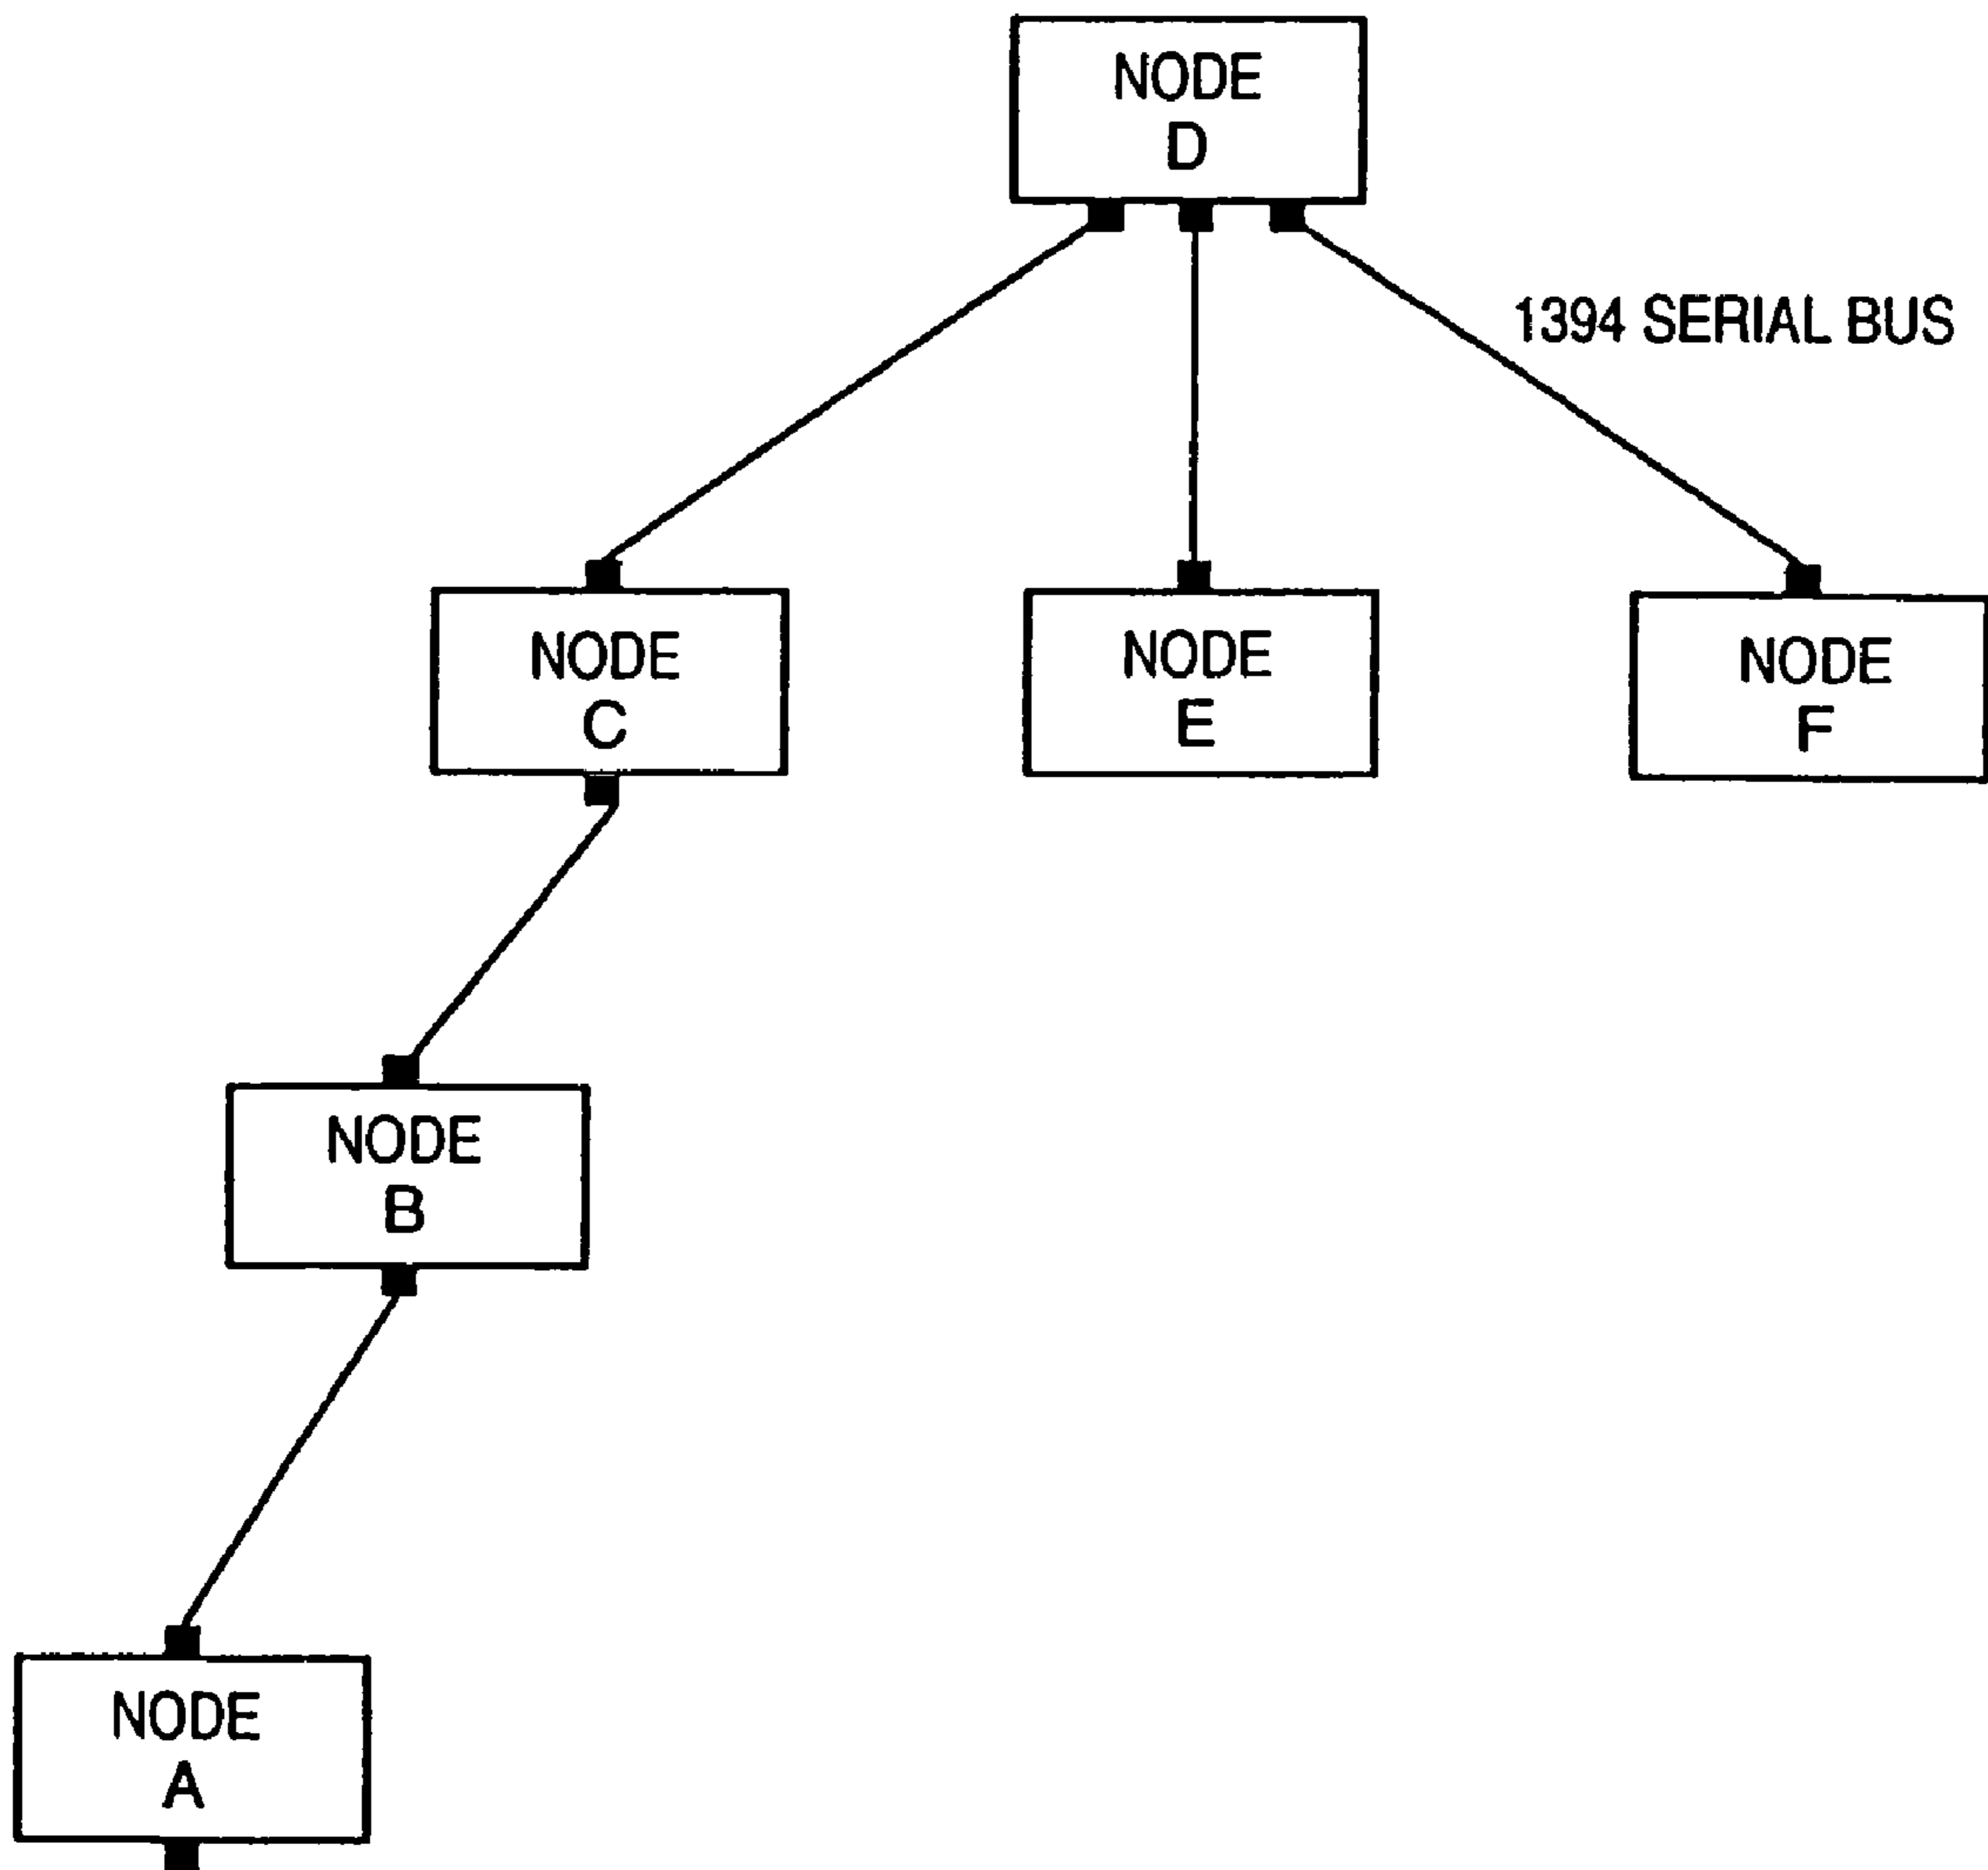 NODE
D
1394 SERIAL BUS
NODE
C
NODE
E
NODE
F
NODE
B
NODE
A